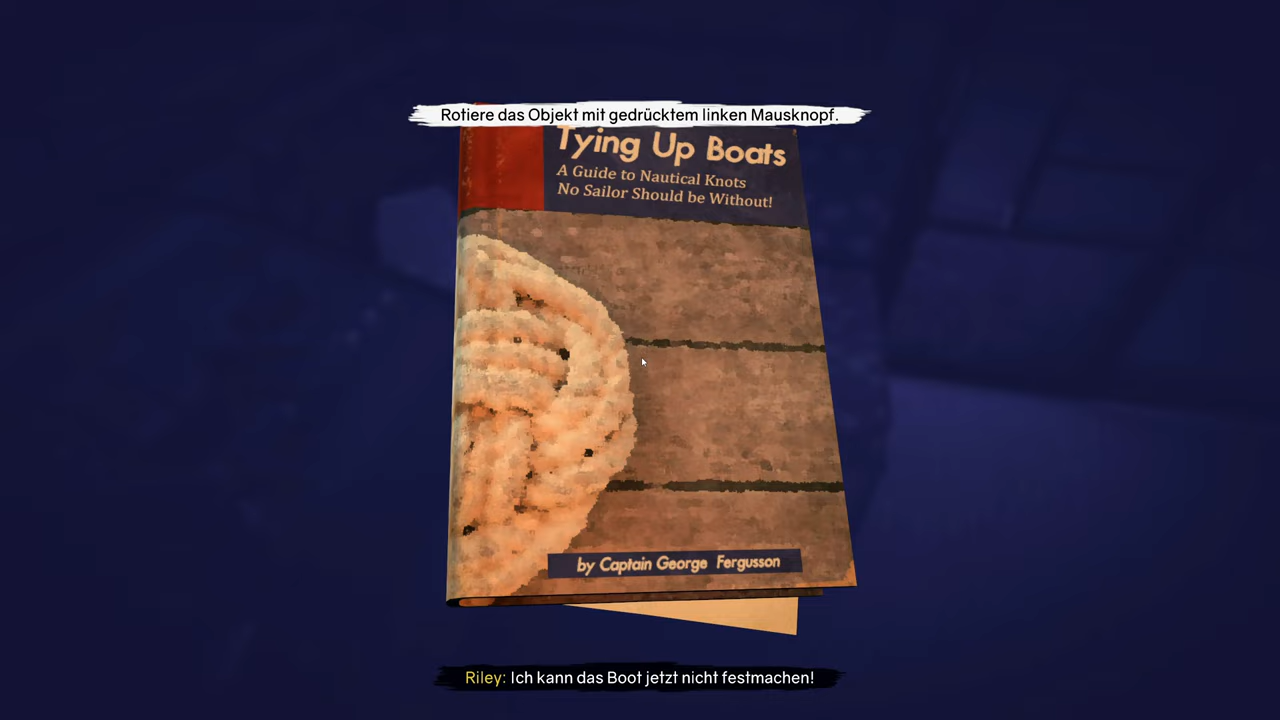 Rotiere das Objekt mit gedrücktem linken Mausknopf.
Tying Up Boats
A Guide to Nautical Knots
No Sailor Should be Without!
by Captain George Fergusson
Riley: Ich kann das Boot jetzt nicht festmachen!